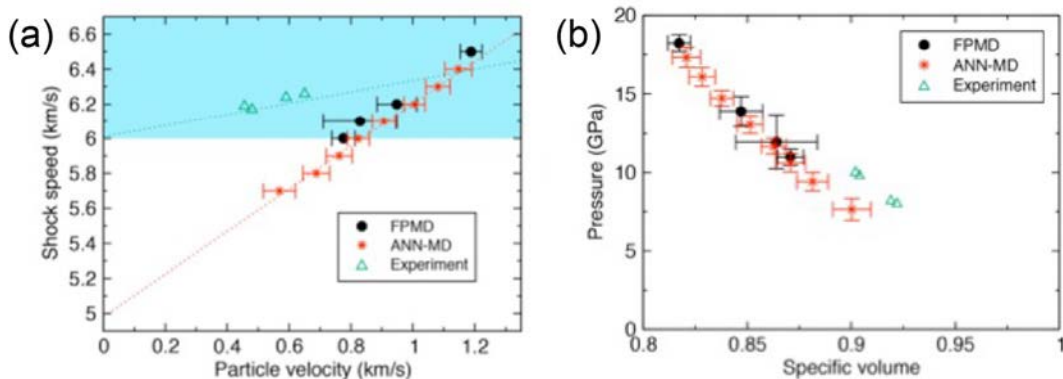 (a)
Shock speed (km/s)
6.6
6.4
6.2
6
5.8
5.6
5.4
5.2
5
FPMD
ANN-MD
Experiment
0 0.2 0.4 0.6 0.8 1 1.2
Particle velocity (km/s)
(b)
Pressure (GPa)
20
15
10
5
0
FPMD
ANN-MD
Experiment
0.8 0.85 0.9 0.95 1
Specific volume